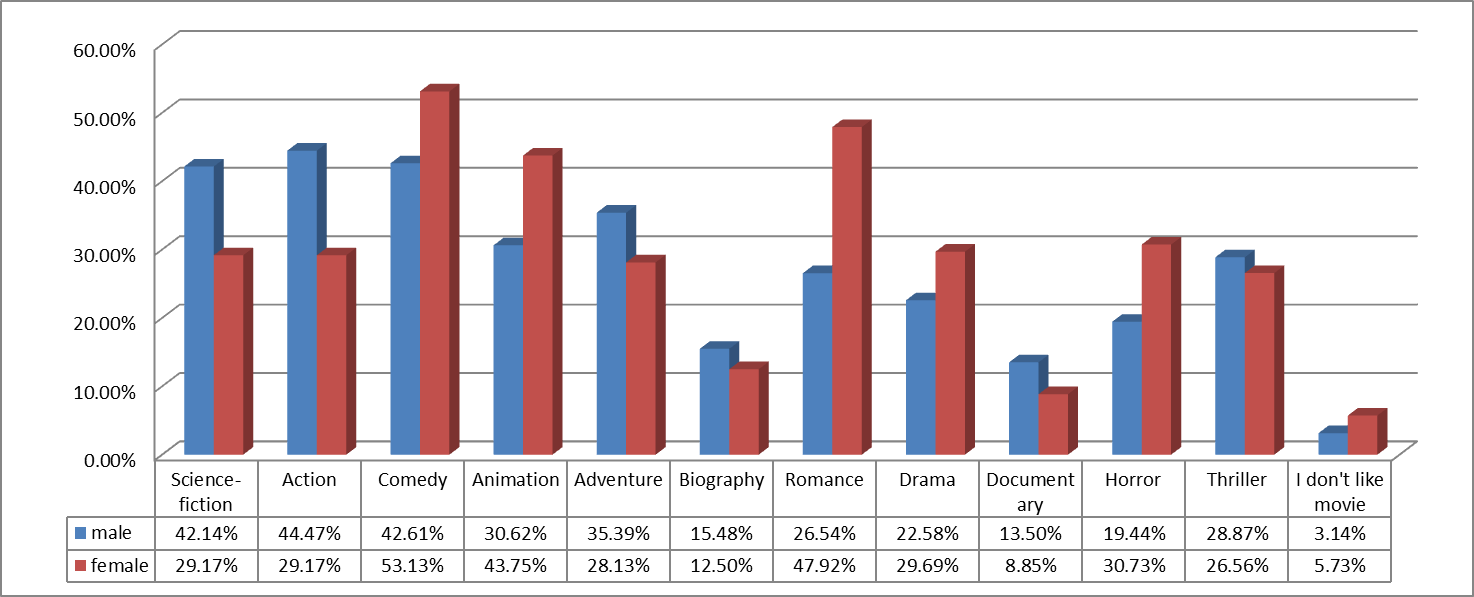 60.00%
50.00%
40.00%
30.00%
20.00%
10.00%
0.00%
Science-
fiction
Action
Comedy
Animation
Adventure
Biography
Romance
Drama
Document
ary
Horror
Thriller
I don't like
movie
male 42.14% 44.47% 42.61% 30.62% 35.39% 15.48% 26.54% 22.58% 13.50% 19.44% 28.87% 3.14%
female 29.17% 29.17% 53.13% 43.75% 28.13% 12.50% 47.92% 29.69% 8.85% 30.73% 26.56% 5.73%